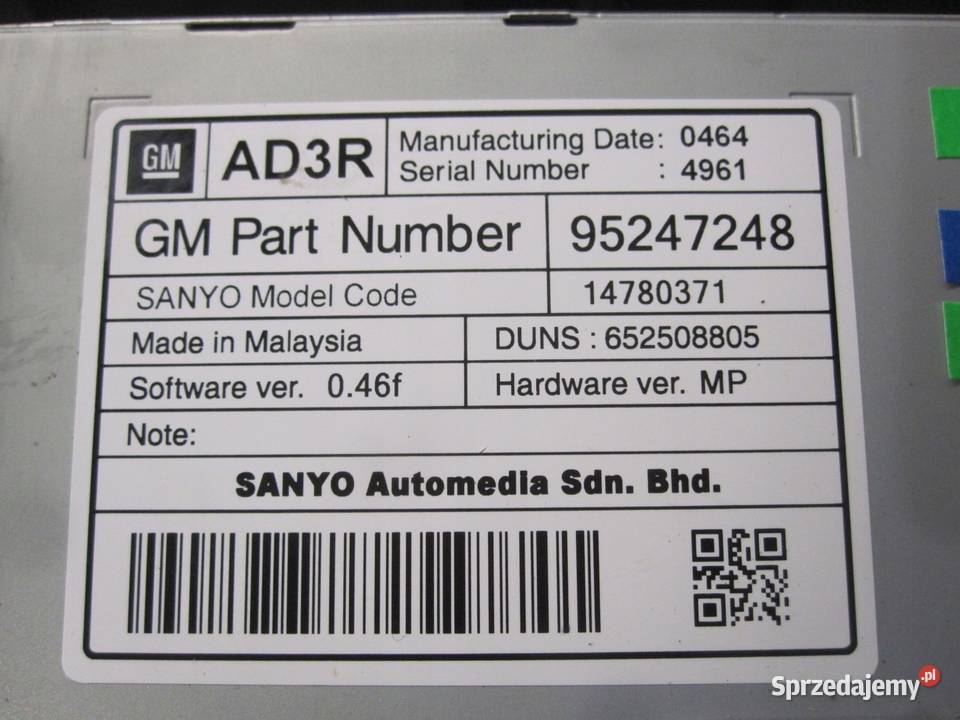 GM
AD3R
Manufacturing Date: 0464
Serial Number : 4961
GM Part Number 95247248
SANYO Model Code 14780371
Made in Malaysia DUNS : 652508805
Software ver. 0.46f Hardware ver. MP
Note:
SANYO Automedia Sdn. Bhd.
Sprzedajemy.pl